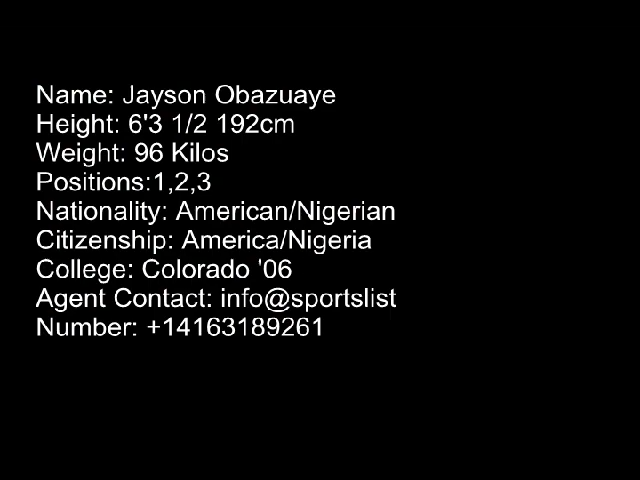 Name: Jayson Obazuaye
Height: 6'3 1/2 192cm
Weight: 96 Kilos
Positions:1,2,3
Nationality: American/Nigerian
Citizenship: America/Nigeria
College: Colorado '06
Agent Contact: info@sportslist
Number: +14163189261